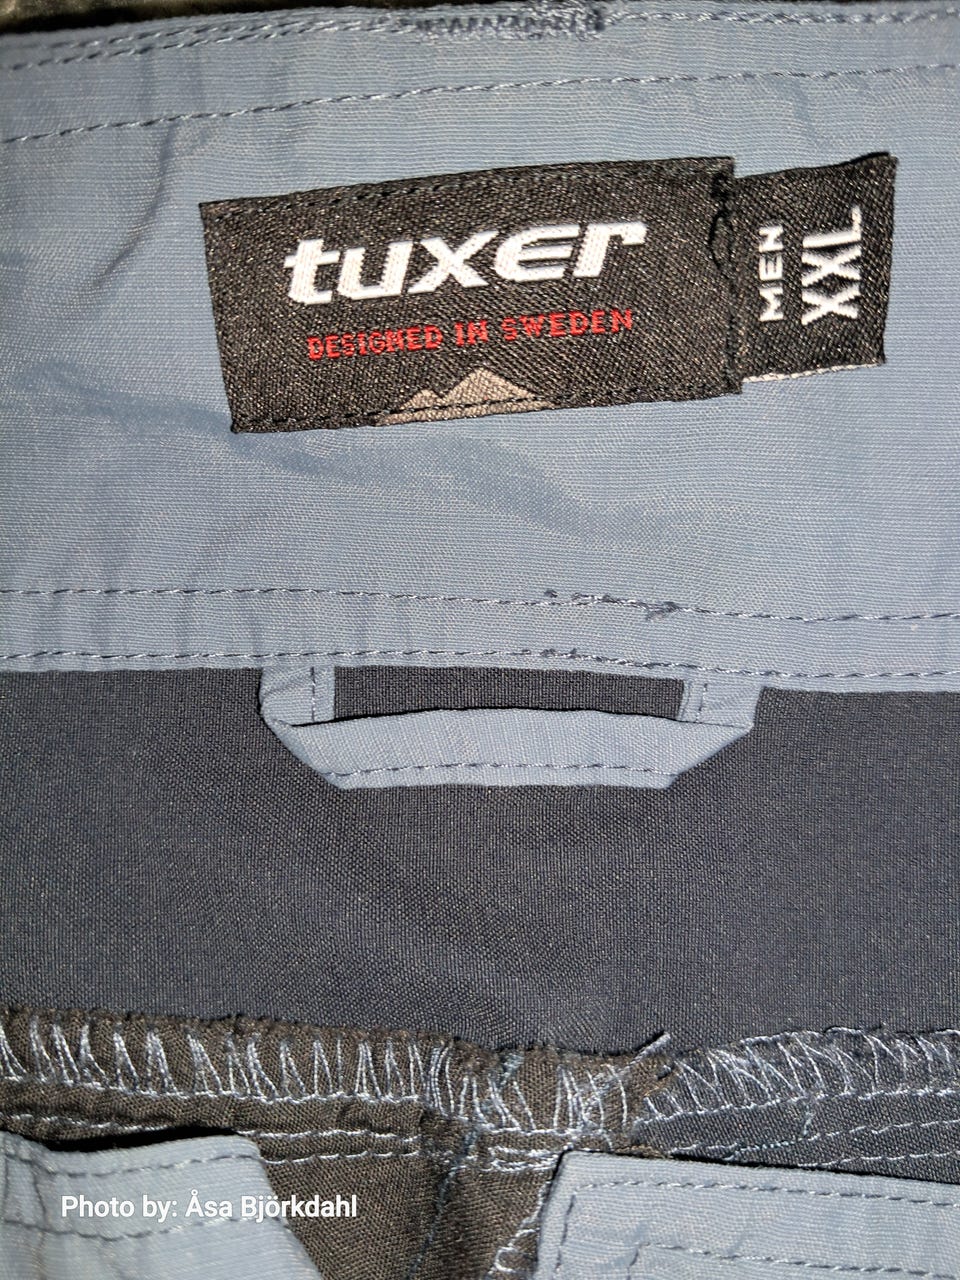 tuxer
DESIGNED IN SWEDEN
MEN
XXL
Photo by: Åsa Björkdahl